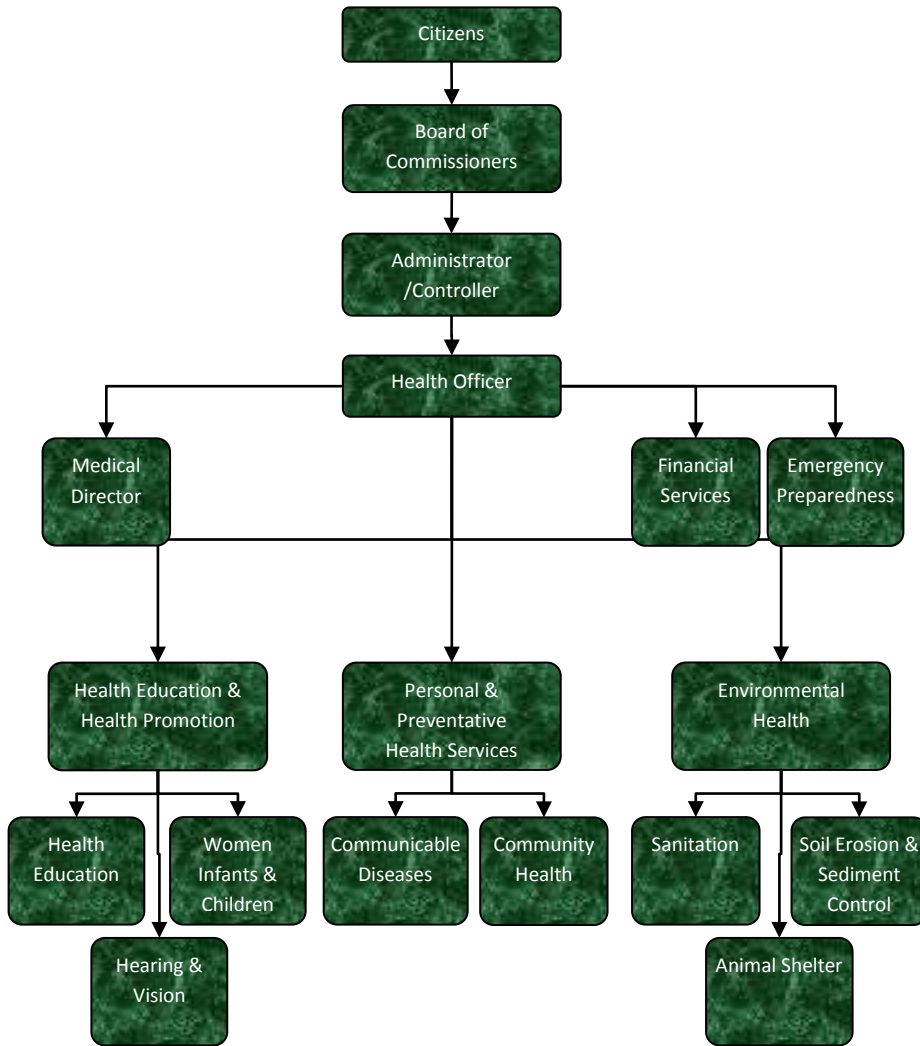 Citizens
Board of
Commissioners
Administrator
/Controller
Health Officer
Medical
Director
Financial
Services
Emergency
Preparedness
Health Education &
Health Promotion
Personal &
Preventative
Health Services
Environmental
Health
Health
Education
Women
Infants &
Children
Communicable
Diseases
Community
Health
Sanitation
Soil Erosion &
Sediment
Control
Hearing &
Vision
Animal Shelter